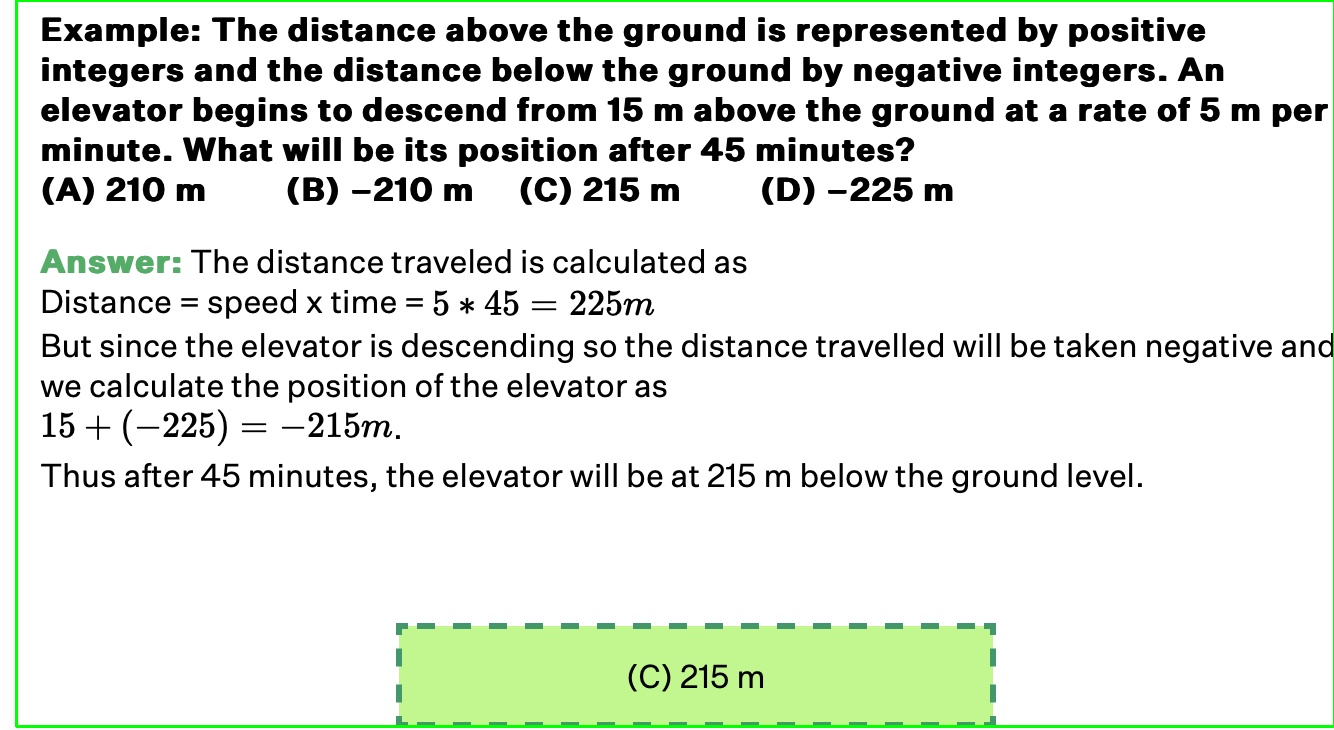 Example: The distance above the ground is represented by positive
integers and the distance below the ground by negative integers. An
elevator begins to descend from 15 m above the ground at a rate of 5 m per
minute. What will be its position after 45 minutes?
(A) 210 m (B) −210 m (C) 215 m (D) −225 m
Answer: The distance traveled is calculated as
Distance = speed x time = 5 * 45 = 225m
But since the elevator is descending so the distance travelled will be taken negative and
we calculate the position of the elevator as
15 + (−225) = −215m.
Thus after 45 minutes, the elevator will be at 215 m below the ground level.
(C) 215 m